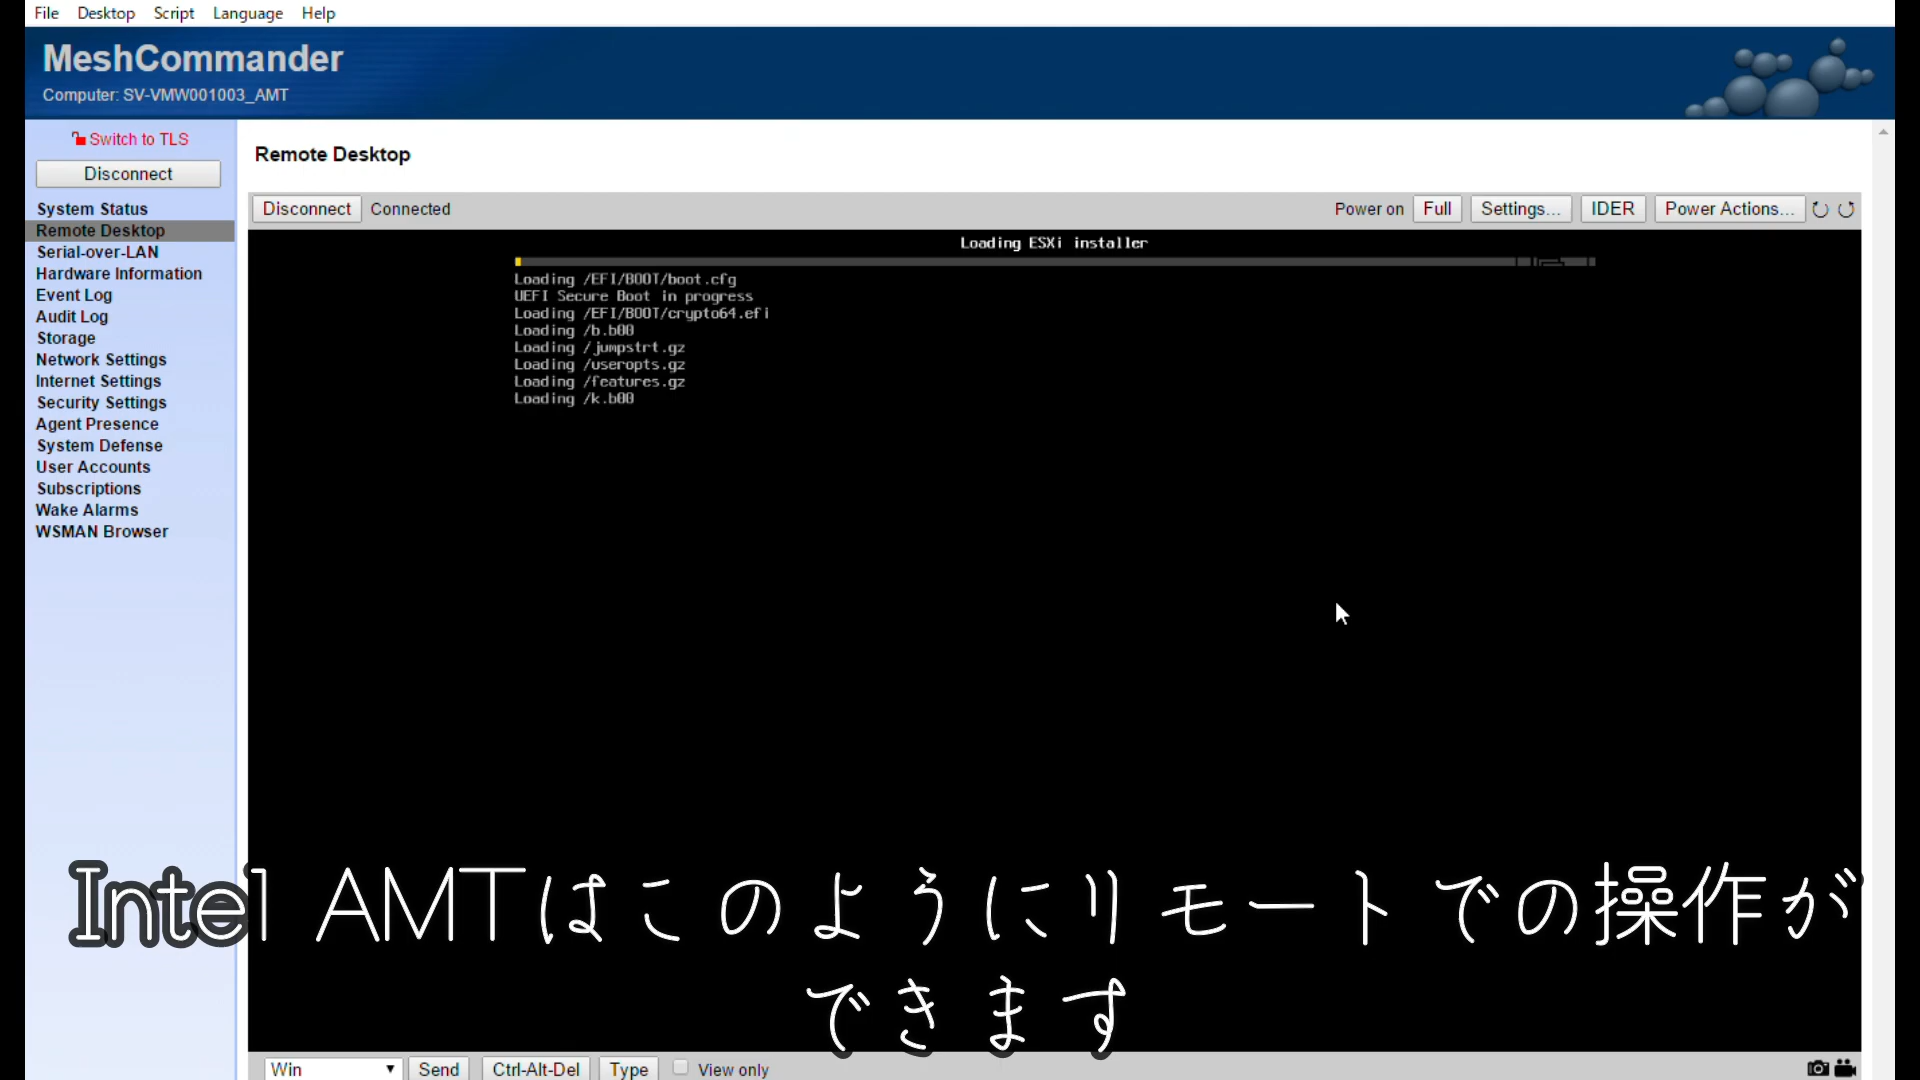 File Desktop Script Language Help
MeshCommander
Computer: SV-VMW001003_AMT
Switch to TLS
Disconnect
System Status
Remote Desktop
Serial-over-LAN
Hardware Information
Event Log
Audit Log
Storage
Network Settings
Internet Settings
Security Settings
Agent Presence
System Defense
User Accounts
Subscriptions
Wake Alarms
WSMAN Browser
Remote Desktop
Disconnect Connected Power on Full Settings... IDER Power Actions...
Loading ESXi installer
Loading /EFI/BOOT/boot.cfg
UEFI Secure Boot in progress
Loading /EFI/BOOT/crypto64.efi
Loading /b.b00
Loading /jumpstrt.gz
Loading /useropts.gz
Loading /features.gz
Loading /k.b00
Intel AMTはこのようにリモートでの操作が
できます
Win Send Ctrl-Alt-Del Type View only